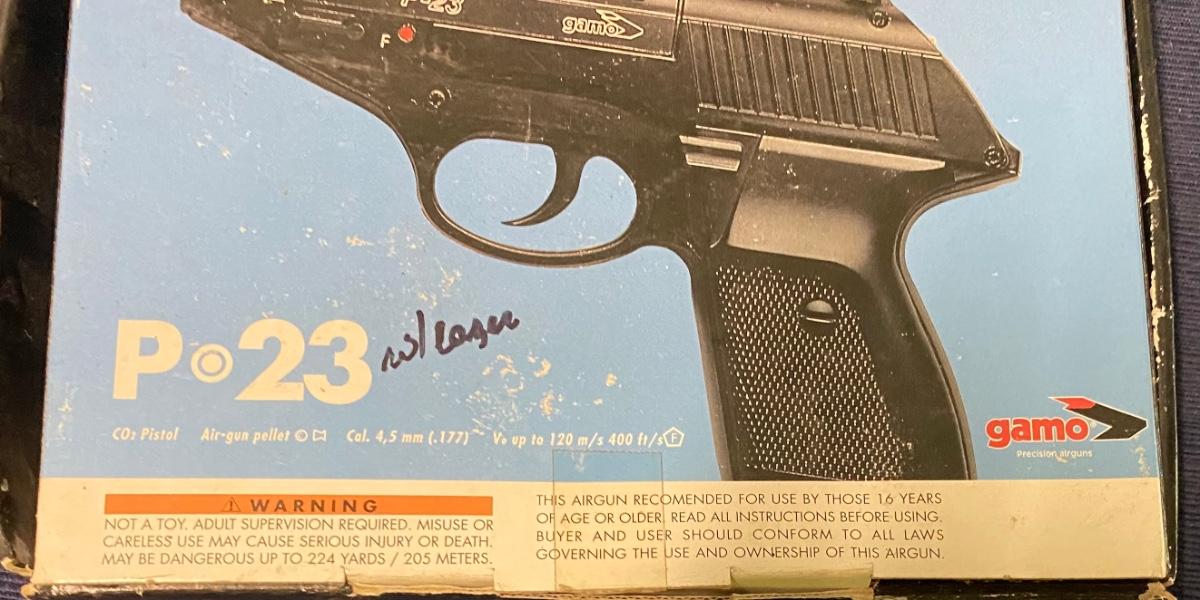 P-23
F
gamo
P 23 w/ laser
CO2 Pistol Air-gun pellet Cal. 4,5 mm (.177) Vo up to 120 m/s 400 ft/s F
gamo
Precision airguns
WARNING
NOT A TOY. ADULT SUPERVISION REQUIRED. MISUSE OR
CARELESS USE MAY CAUSE SERIOUS INJURY OR DEATH.
MAY BE DANGEROUS UP TO 224 YARDS / 205 METERS.
THIS AIRGUN RECOMENDED FOR USE BY THOSE 16 YEARS
OF AGE OR OLDER. READ ALL INSTRUCTIONS BEFORE USING.
BUYER AND USER SHOULD CONFORM TO ALL LAWS
GOVERNING THE USE AND OWNERSHIP OF THIS AIRGUN.